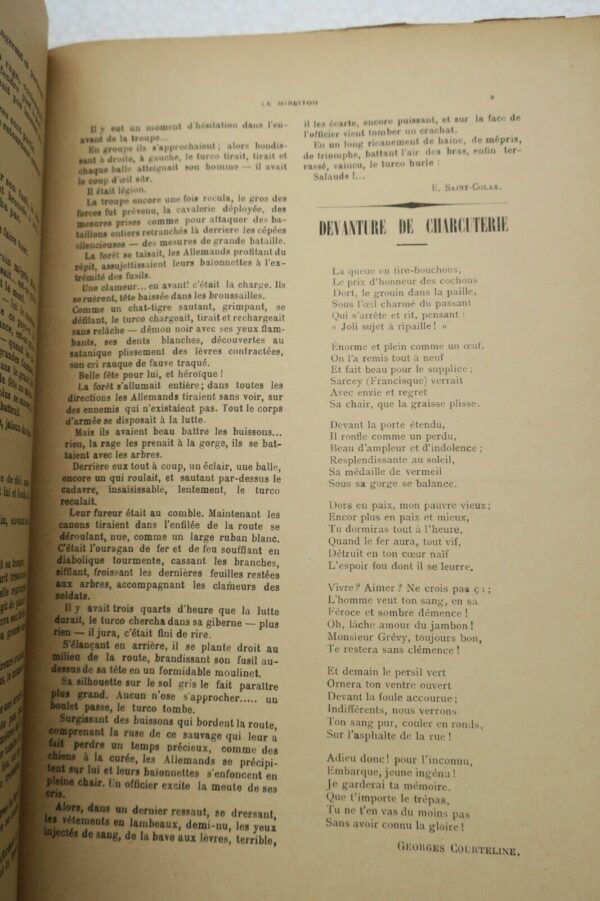 LE MIRLITON
3
Il y eut un moment d'hésitation dans l'en-
avant de la troupe...
En groupe ils s'approchaient ; alors bondis-
sant à droite, à gauche, le turco tirait, tirait et
chaque balle atteignait son homme — il avait
le coup d'œil sûr.
Il était légion.
La troupe encore une fois recula, le gros des
forces fut prévenu, la cavalerie déployée, des
mesures prises comme pour attaquer des ba-
taillons entiers retranchés là derriere les cépées
silencieuses — des mesures de grande bataille.
La forêt se taisait, les Allemands profitant du
répit, assujettissaient leurs baïonnettes à l'ex-
trémité des fusils.
Une clameur... en avant! c'était la charge. Ils
se ruèrent, tête baissée dans les broussailles.
Comme un chat-tigre sautant, grimpant, se
défilant, le turco chargeait, tirait et rechargeait
sans relâche — démon noir avec ses yeux flam-
bants, ses dents blanches, découvertes au
satanique plissement des lèvres contractées,
son cri rauque de fauve traqué.
Belle fête pour lui, et héroïque !
La forêt s'allumait entière ; dans toutes les
directions les Allemands tiraient sans voir, sur
des ennemis qui n'existaient pas. Tout le corps
d'armée se disposait à la lutte.
Mais ils avaient beau battre les buissons...
rien, la rage les prenait à la gorge, ils se bat-
taient avec les arbres.
Derrière eux tout à coup, un éclair, une balle,
encore un qui roulait, et sautant par-dessus le
cadavre, insaisissable, lentement, le turco
reculait.
Leur fureur était au comble. Maintenant les
canons tiraient dans l'enfilée de la route se
déroulant, nue, comme un large ruban blanc.
C'était l'ouragan de fer et de feu soufflant en
diabolique tourmente, cassant les branches,
sifflant, froissant les dernières feuilles restées
aux arbres, accompagnant les clameurs des
soldats.
Il y avait trois quarts d'heure que la lutte
durait, le turco chercha dans sa giberne — plus
rien — il jura, c'était fini de rire.
S'élançant en arrière, il se plante droit au
milieu de la route, brandissant son fusil au-
dessus de sa tête en un formidable moulinet.
Sa silhouette sur le sol gris le fait paraître
plus grand. Aucun n'ose s'approcher..... un
boulet passe, le turco tombe.
Surgissant des buissons qui bordent la route,
comprenant la ruse de ce sauvage qui leur a
fait perdre un temps précieux, comme des
chiens à la curée, les Allemands se précipi-
tent sur lui et leurs baïonnettes s'enfoncent en
pleine chair. Un officier excite la meute de ses
cris.
Alors, dans un dernier ressaut, se dressant,
les vêtements en lambeaux, demi-nu, les yeux
injectés de sang, de la bave aux lèvres, terrible,
il les écarte, encore puissant, et sur la face de
l'officier vient tomber un crachat.
En un long ricanement de haine, de mépris,
de triomphe, battant l'air des bras, enfin ter-
rassé, vaincu, le turco hurle :
Salauds !...
E. SAINT-COLAS.
DEVANTURE DE CHARCUTERIE
La queue en tire-bouchons,
Le prix d'honneur des cochons
Dort, le grouin dans la paille,
Sous l'œil charmé du passant
Qui s'arrête et rit, pensant :
« Joli sujet à ripaille ! »
Enorme et plein comme un œuf,
On l'a remis tout à neuf
Et fait beau pour le supplice ;
Sarcey (Francisque) verrait
Avec envie et regret
Sa chair, que la graisse plisse.
Devant la porte étendu,
Il ronfle comme un perdu,
Beau d'ampleur et d'indolence ;
Resplendissante au soleil,
Sa médaille de vermeil
Sous sa gorge se balance.
Dors en paix, mon pauvre vieux ;
Encor plus en paix et mieux,
Tu dormiras tout à l'heure,
Quand le fer aura, tout vif,
Détruit en ton cœur naïf
L'espoir fou dont il se leurre.
Vivre? Aimer? Ne crois pas ça ;
L'homme veut ton sang, en sa
Féroce et sombre démence !
Oh, lâche amour du jambon !
Monsieur Grévy, toujours bon,
Te restera sans clémence !
Et demain le persil vert
Ornera ton ventre ouvert
Devant la foule accourue ;
Indifférents, nous verrons
Ton sang pur, couler en ronds,
Sur l'asphalte de la rue !
Adieu donc! pour l'inconnu,
Embarque, jeune ingénu !
Je garderai ta mémoire.
Que t'importe le trépas,
Tu ne t'en vas du moins pas
Sans avoir connu la gloire !
GEORGES COURTELINE.